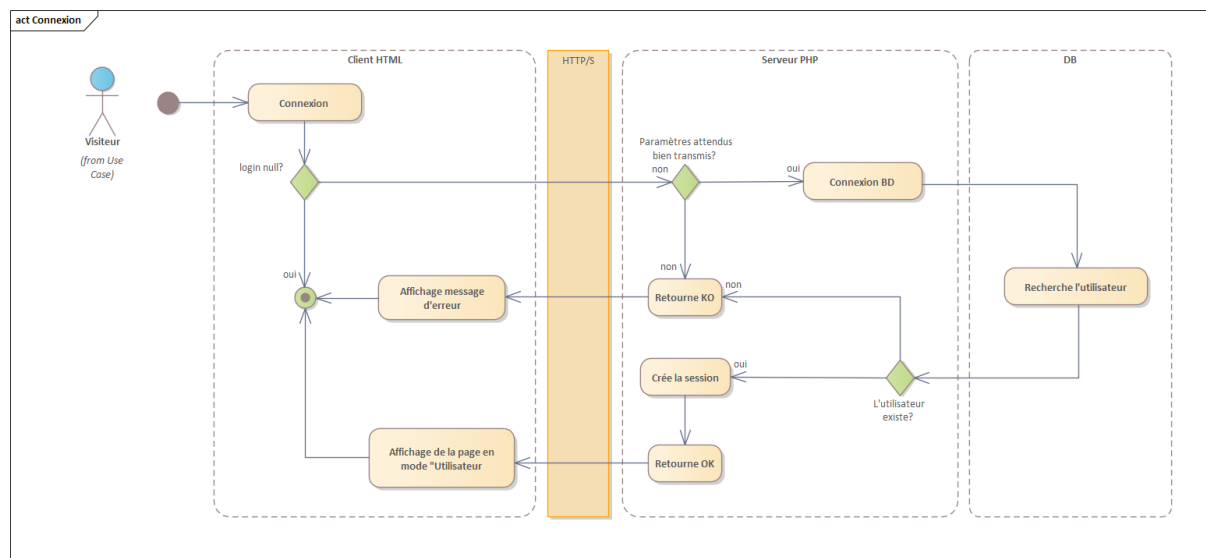 act Connexion
Client HTML
HTTP/S
Serveur PHP
DB
Visiteur
(from Use
Case)
Connexion
login null?
Paramètres attendus
bien transmis?
non
oui
Connexion BD
oui
non
Affichage message
d'erreur
Retourne KO
non
Recherche l'utilisateur
Crée la session
oui
L'utilisateur
existe?
Affichage de la page en
mode "Utilisateur
Retourne OK